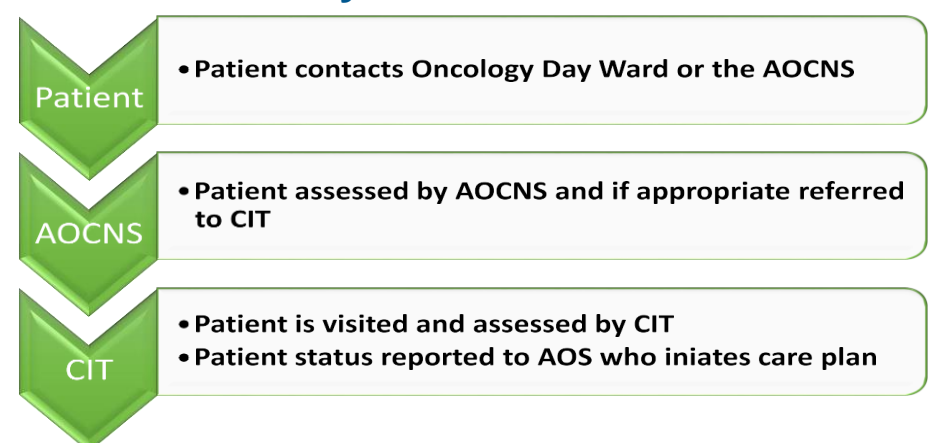 Patient
• Patient contacts Oncology Day Ward or the AOCNS
AOCNS
• Patient assessed by AOCNS and if appropriate referred
to CIT
CIT
• Patient is visited and assessed by CIT
• Patient status reported to AOS who iniates care plan